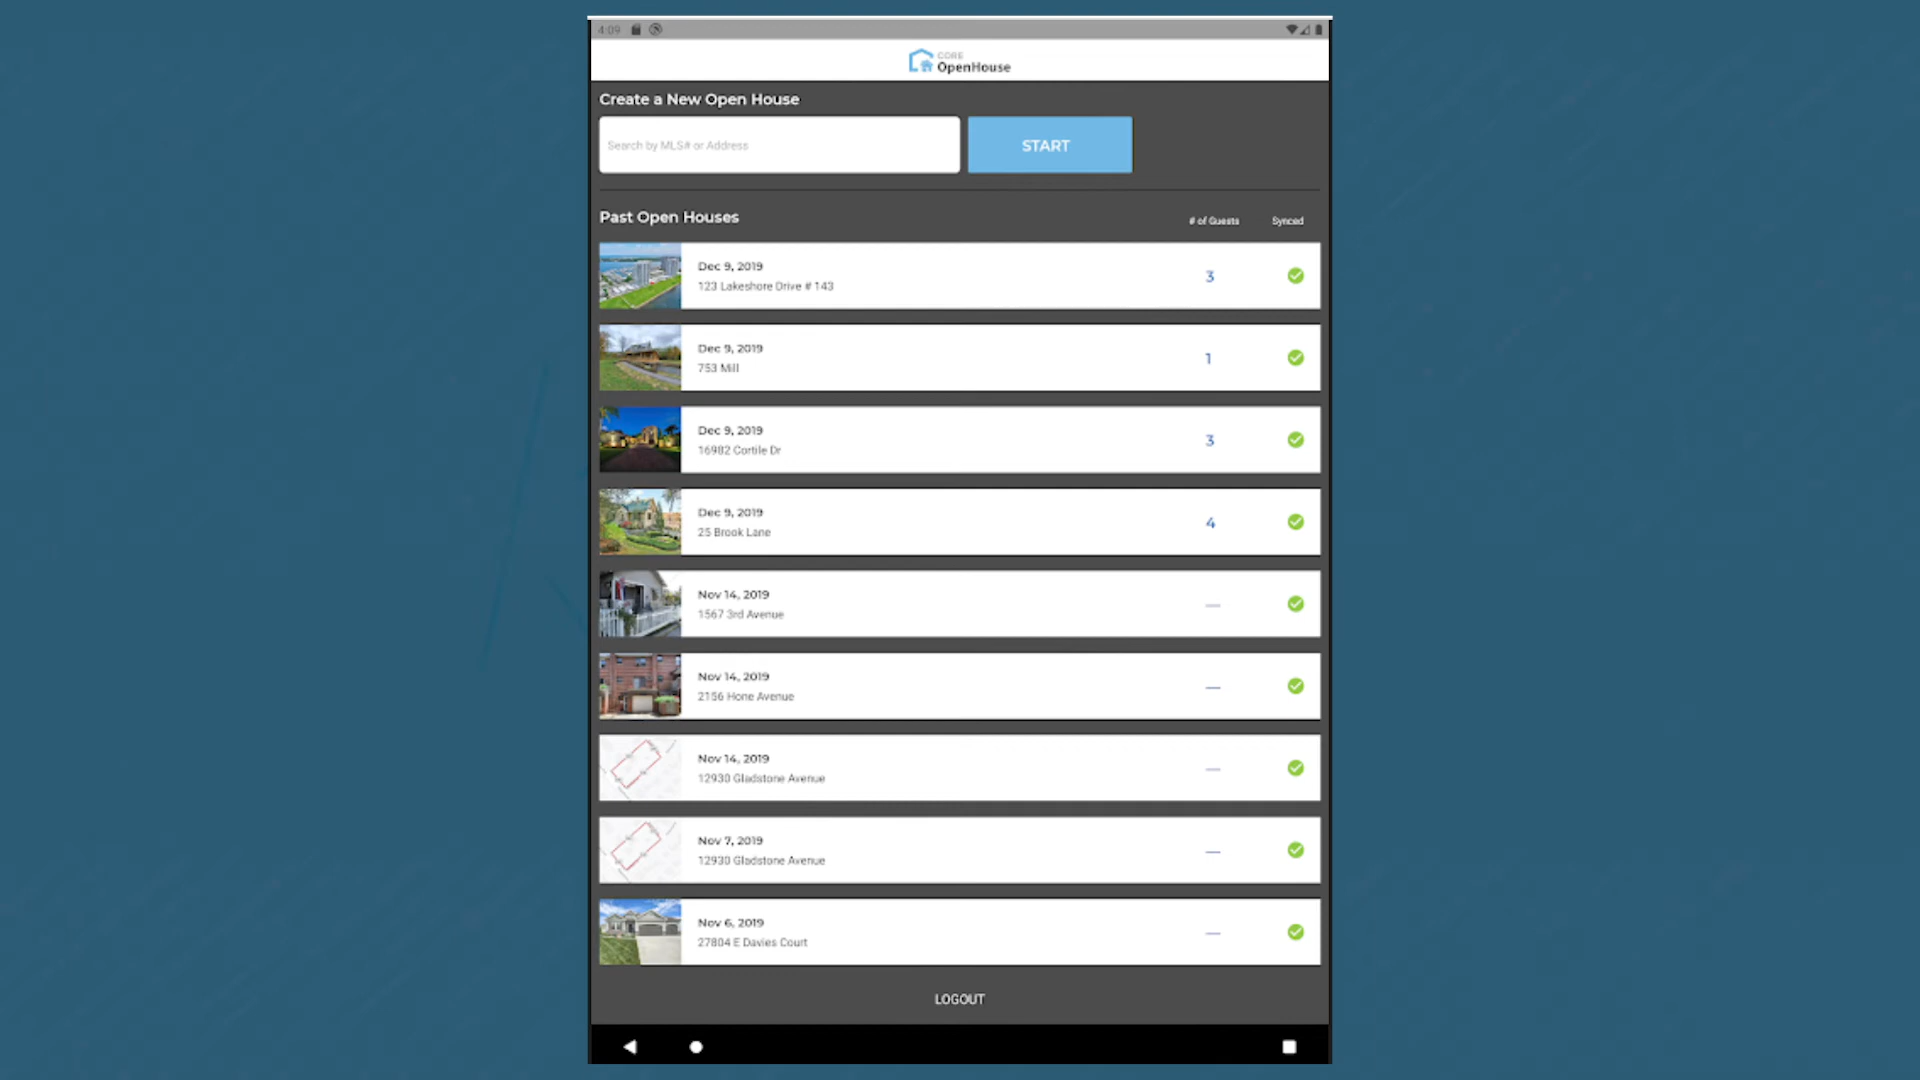 4:09
CORE
OpenHouse
Create a New Open House
Search by MLS# or Address
START
Past Open Houses
# of Guests
Synced
Dec 9, 2019
123 Lakeshore Drive # 143
3
Dec 9, 2019
753 Mill
1
Dec 9, 2019
16982 Cortile Dr
3
Dec 9, 2019
25 Brook Lane
4
Nov 14, 2019
1567 3rd Avenue
—
Nov 14, 2019
2156 Hone Avenue
—
Nov 14, 2019
12930 Gladstone Avenue
—
Nov 7, 2019
12930 Gladstone Avenue
—
Nov 6, 2019
27804 E Davies Court
—
LOGOUT